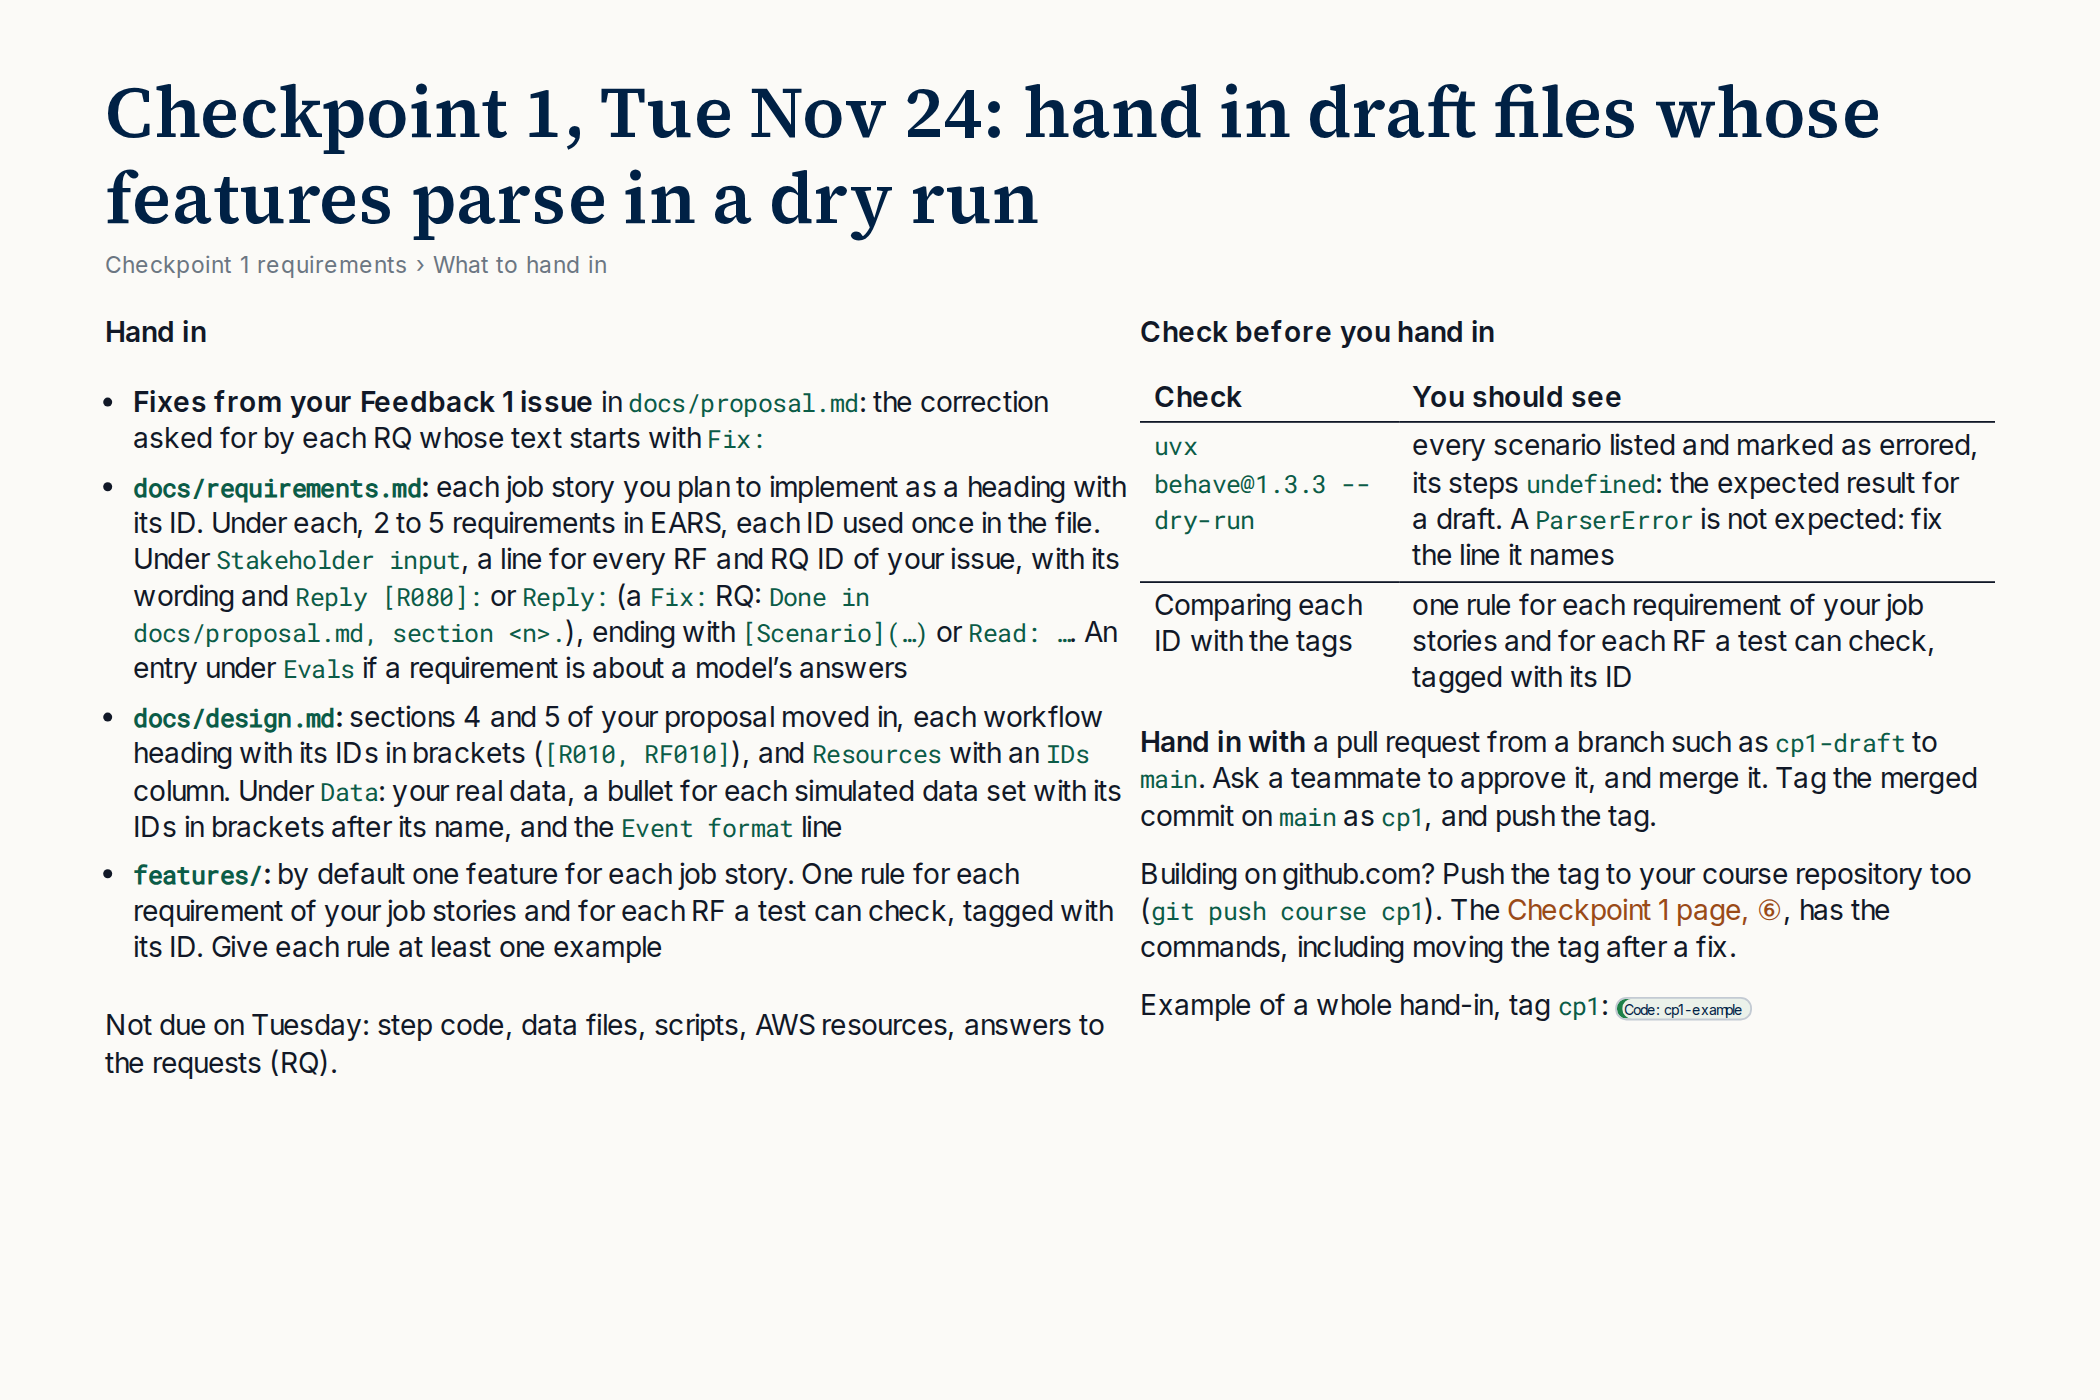 Checkpoint 1, Tue Nov 24: hand in draft files whose
features parse in a dry run
Checkpoint 1 requirements › What to hand in
Hand in
• Fixes from your Feedback 1 issue in docs/proposal.md: the correction
asked for by each RQ whose text starts with Fix:
• docs/requirements.md: each job story you plan to implement as a heading with
its ID. Under each, 2 to 5 requirements in EARS, each ID used once in the file.
Under Stakeholder input, a line for every RF and RQ ID of your issue, with its
wording and Reply [R080]: or Reply: (a Fix: RQ: Done in
docs/proposal.md, section <n>.), ending with [Scenario](…) or Read: …. An
entry under Evals if a requirement is about a model’s answers
• docs/design.md: sections 4 and 5 of your proposal moved in, each workflow
heading with its IDs in brackets ([R010, RF010]), and Resources with an IDs
column. Under Data: your real data, a bullet for each simulated data set with its
IDs in brackets after its name, and the Event format line
• features/: by default one feature for each job story. One rule for each
requirement of your job stories and for each RF a test can check, tagged with
its ID. Give each rule at least one example
Not due on Tuesday: step code, data files, scripts, AWS resources, answers to
the requests (RQ).
Check before you hand in
Check You should see
uvx
behave@1.3.3 --
dry-run
every scenario listed and marked as errored,
its steps undefined: the expected result for
a draft. A ParserError is not expected: fix
the line it names
Comparing each
ID with the tags
one rule for each requirement of your job
stories and for each RF a test can check,
tagged with its ID
Hand in with a pull request from a branch such as cp1-draft to
main. Ask a teammate to approve it, and merge it. Tag the merged
commit on main as cp1, and push the tag.
Building on github.com? Push the tag to your course repository too
(git push course cp1). The Checkpoint 1 page, ⑥, has the
commands, including moving the tag after a fix.
Example of a whole hand-in, tag cp1: Code: cp1-example